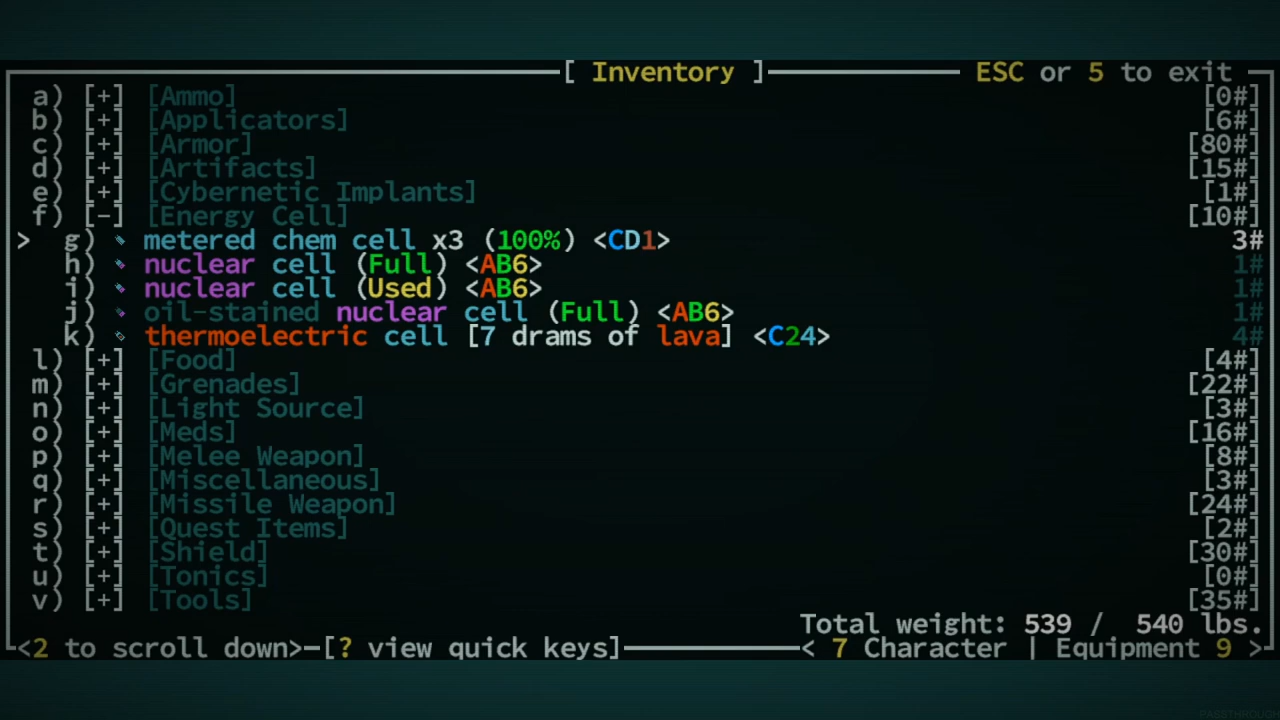 [ Inventory ] ESC or 5 to exit
a) [+] [Ammo] [0#]
b) [+] [Applicators] [6#]
c) [+] [Armor] [80#]
d) [+] [Artifacts] [15#]
e) [+] [Cybernetic Implants] [1#]
f) [-] [Energy Cell] [10#]
> g) metered chem cell x3 (100%) <CD1> 3#
h) nuclear cell (Full) <AB6> 1#
i) nuclear cell (Used) <AB6> 1#
j) oil-stained nuclear cell (Full) <AB6> 1#
k) thermoelectric cell [7 drams of lava] <C24> 4#
l) [+] [Food] [4#]
m) [+] [Grenades] [22#]
n) [+] [Light Source] [3#]
o) [+] [Meds] [16#]
p) [+] [Melee Weapon] [8#]
q) [+] [Miscellaneous] [3#]
r) [+] [Missile Weapon] [24#]
s) [+] [Quest Items] [2#]
t) [+] [Shield] [30#]
u) [+] [Tonics] [0#]
v) [+] [Tools] [35#]
Total weight: 539 / 540 lbs.
<2 to scroll down> [? view quick keys] < 7 Character | Equipment 9 >